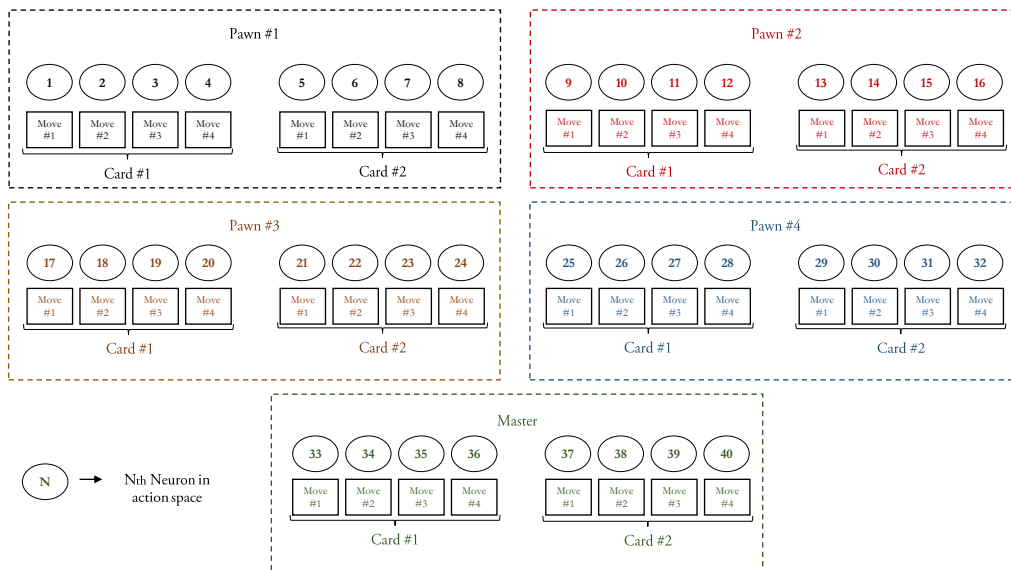 Pawn #1
1 2 3 4 5 6 7 8
Move #1 Move #2 Move #3 Move #4 Move #1 Move #2 Move #3 Move #4
Card #1 Card #2
Pawn #2
9 10 11 12 13 14 15 16
Move #1 Move #2 Move #3 Move #4 Move #1 Move #2 Move #3 Move #4
Card #1 Card #2
Pawn #3
17 18 19 20 21 22 23 24
Move #1 Move #2 Move #3 Move #4 Move #1 Move #2 Move #3 Move #4
Card #1 Card #2
Pawn #4
25 26 27 28 29 30 31 32
Move #1 Move #2 Move #3 Move #4 Move #1 Move #2 Move #3 Move #4
Card #1 Card #2
Master
33 34 35 36 37 38 39 40
Move #1 Move #2 Move #3 Move #4 Move #1 Move #2 Move #3 Move #4
Card #1 Card #2
N
Nth Neuron in
action space